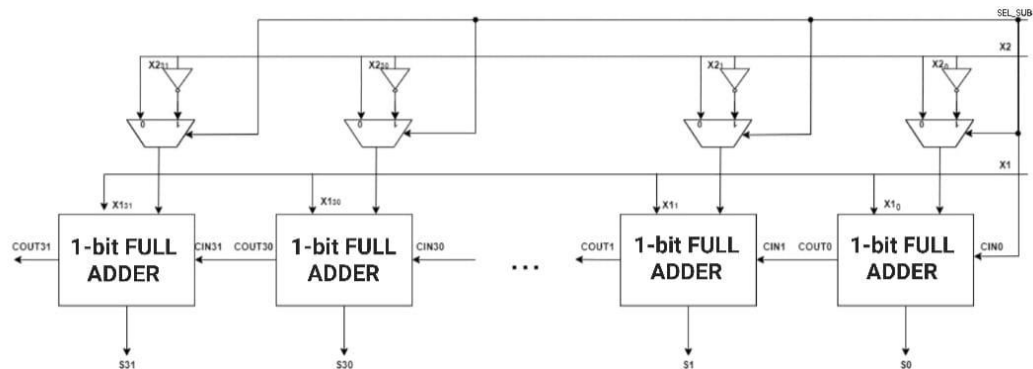 SEL_SUB
X2
X2₃₁ X2₃₀ X2₁ X2₀
0 1 0 1 0 1 0 1
X1
X1₃₁ X1₃₀ X1₁ X1₀
COUT31 1-bit FULL ADDER CIN31 COUT30 1-bit FULL ADDER CIN30 ... COUT1 1-bit FULL ADDER CIN1 COUT0 1-bit FULL ADDER CIN0
S31 S30 S1 S0